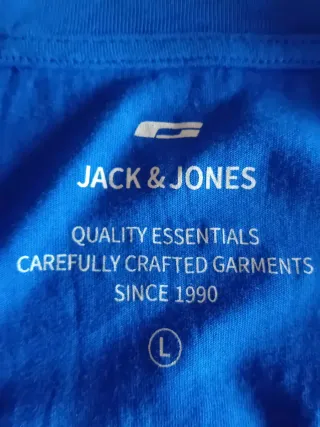 JACK & JONES
QUALITY ESSENTIALS
CAREFULLY CRAFTED GARMENTS
SINCE 1990
L